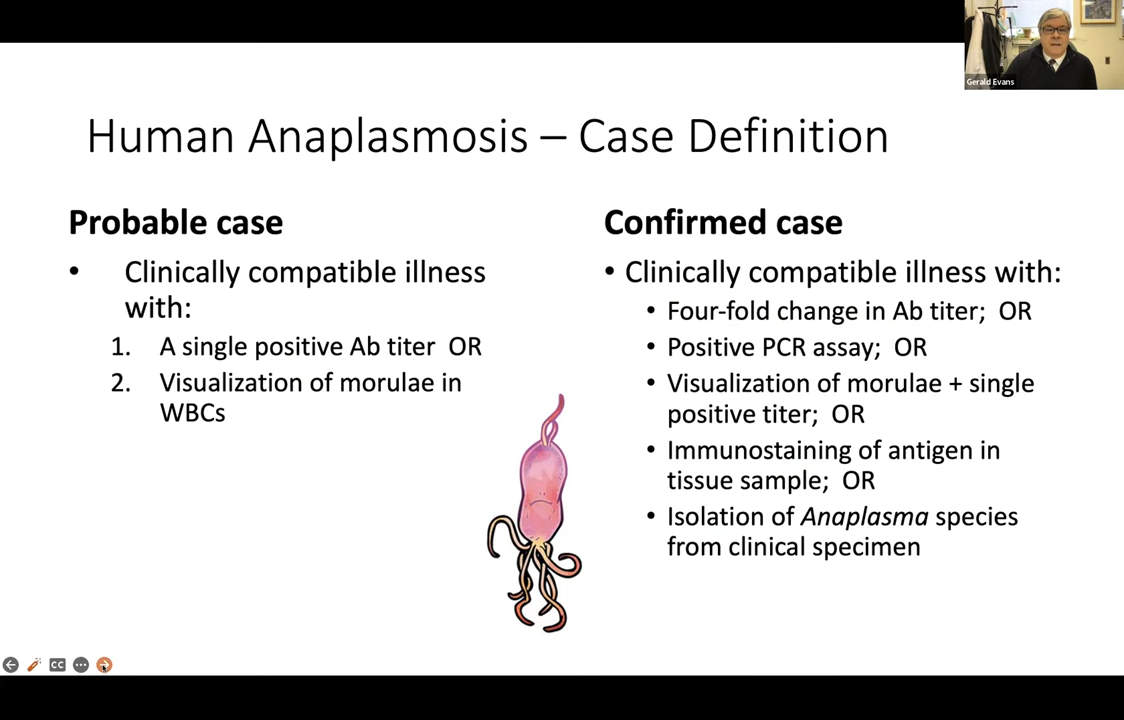 Gerald Evans
Human Anaplasmosis – Case Definition
Probable case
• Clinically compatible illness
with:
1. A single positive Ab titer OR
2. Visualization of morulae in
WBCs
Confirmed case
• Clinically compatible illness with:
• Four-fold change in Ab titer; OR
• Positive PCR assay; OR
• Visualization of morulae + single
positive titer; OR
• Immunostaining of antigen in
tissue sample; OR
• Isolation of Anaplasma species
from clinical specimen
CC